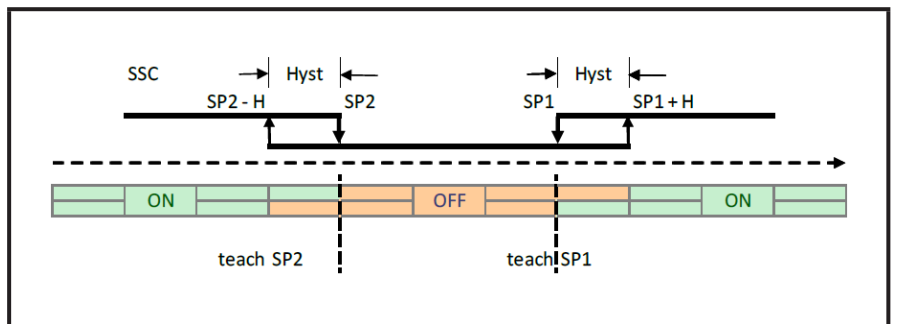 SSC Hyst Hyst
SP2 - H SP2 SP1 SP1 + H
ON OFF ON
teach SP2 teach SP1